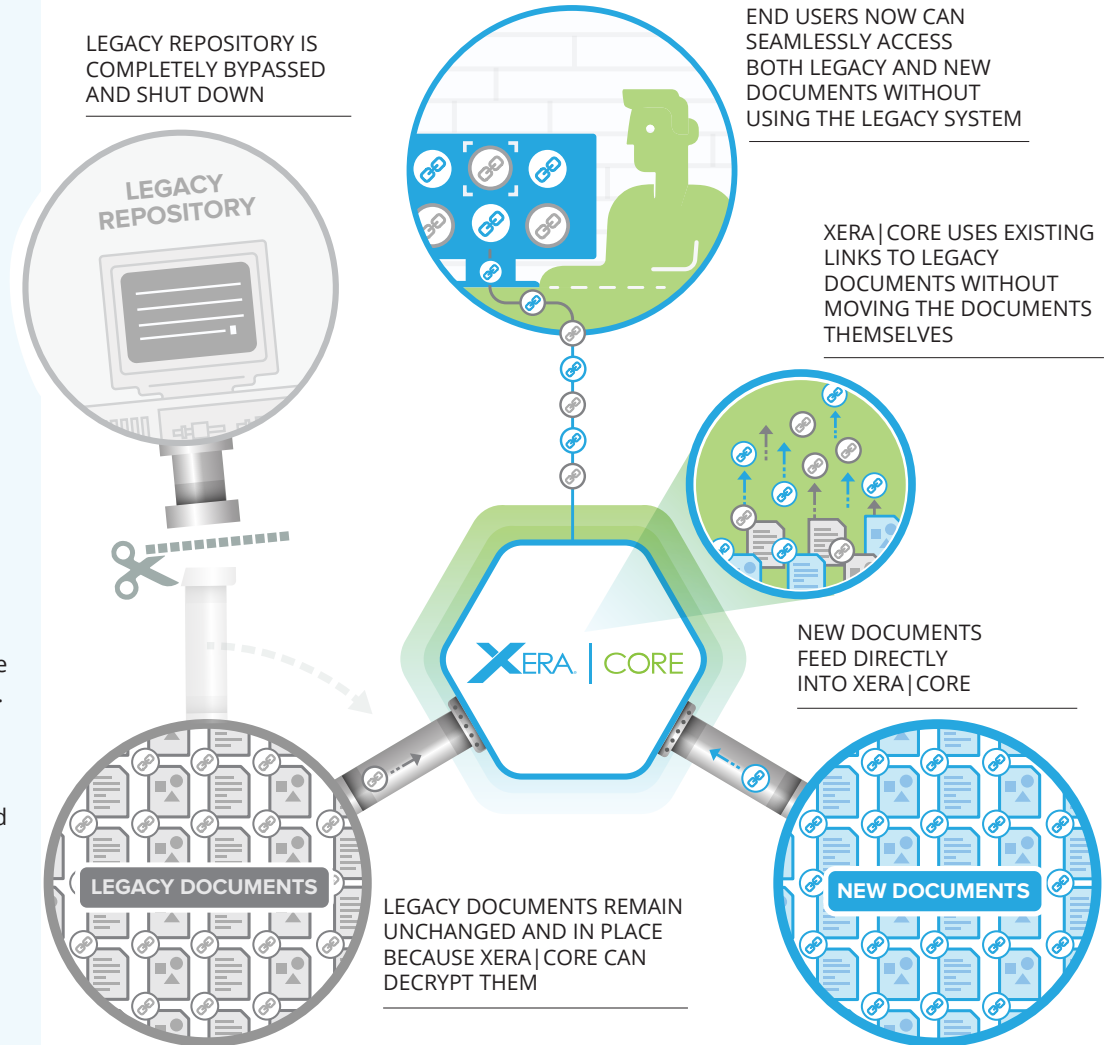 LEGACY REPOSITORY IS
COMPLETELY BYPASSED
AND SHUT DOWN
END USERS NOW CAN
SEAMLESSLY ACCESS
BOTH LEGACY AND NEW
DOCUMENTS WITHOUT
USING THE LEGACY SYSTEM
LEGACY
REPOSITORY
XERA|CORE USES EXISTING
LINKS TO LEGACY
DOCUMENTS WITHOUT
MOVING THE DOCUMENTS
THEMSELVES
XERA® | CORE
NEW DOCUMENTS
FEED DIRECTLY
INTO XERA|CORE
LEGACY DOCUMENTS
NEW DOCUMENTS
LEGACY DOCUMENTS REMAIN
UNCHANGED AND IN PLACE
BECAUSE XERA|CORE CAN
DECRYPT THEM